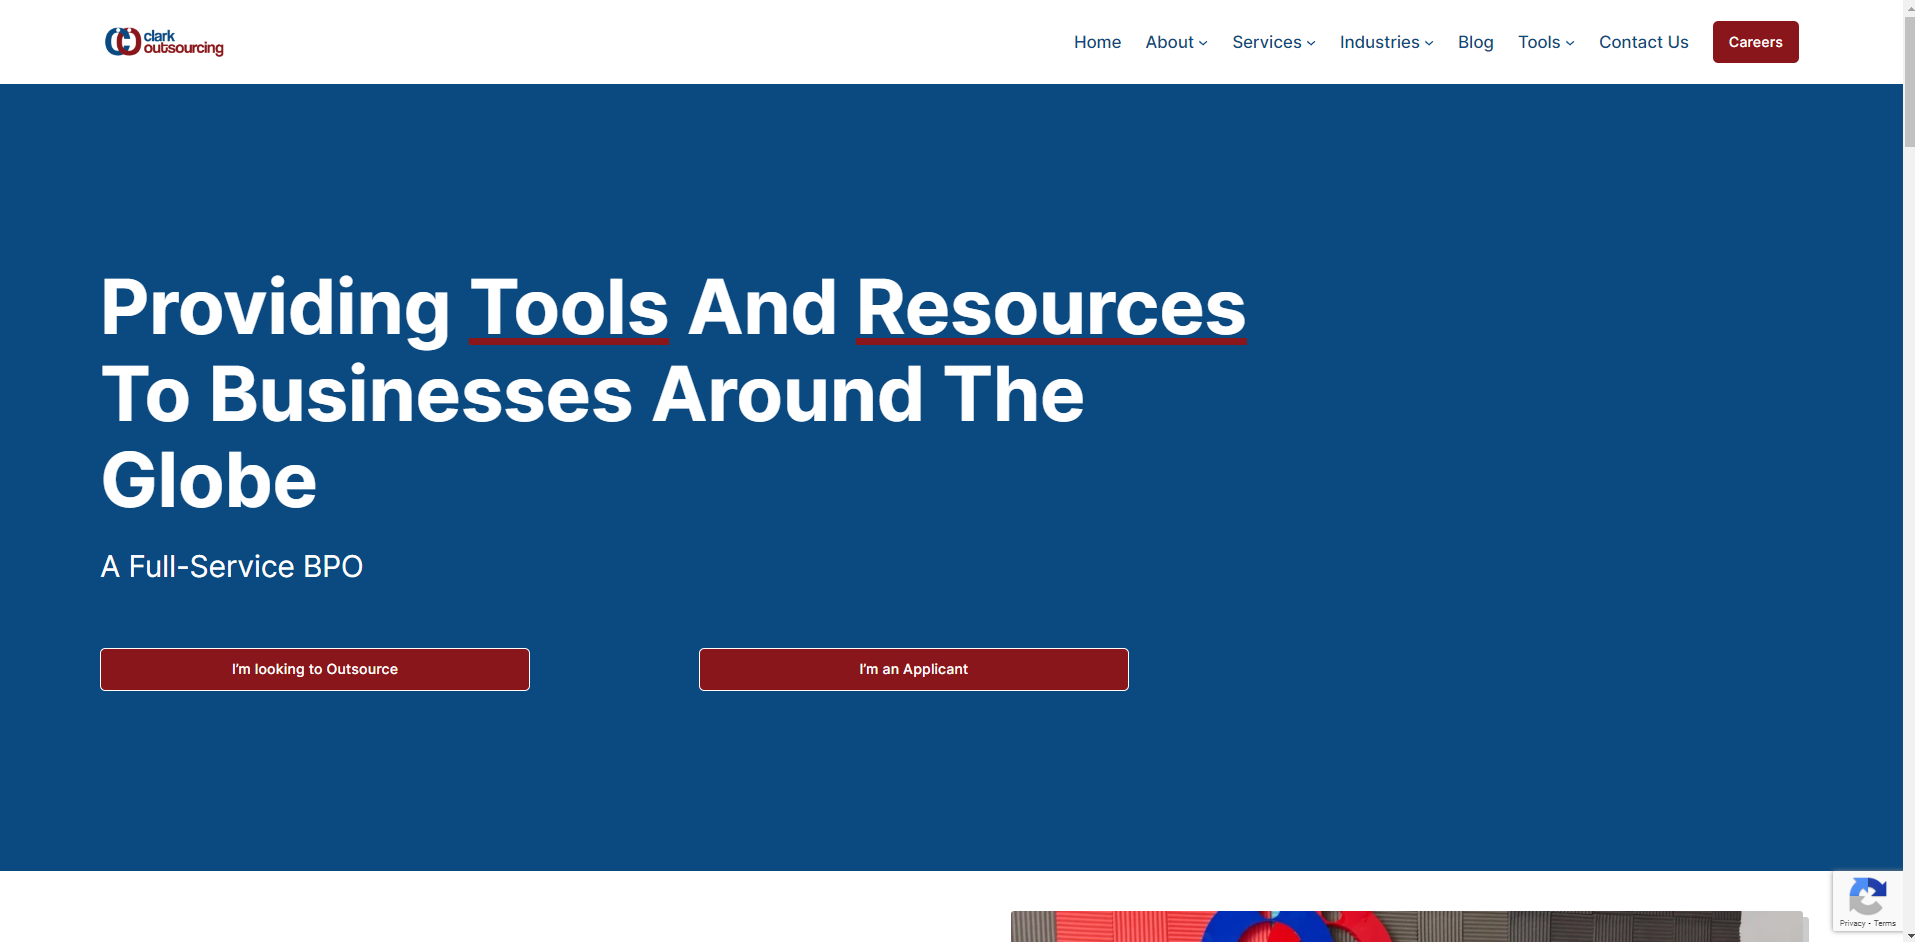 clark
outsourcing
Home About Services Industries Blog Tools Contact Us Careers
Providing Tools And Resources
To Businesses Around The
Globe
A Full-Service BPO
I'm looking to Outsource
I'm an Applicant
Privacy - Terms